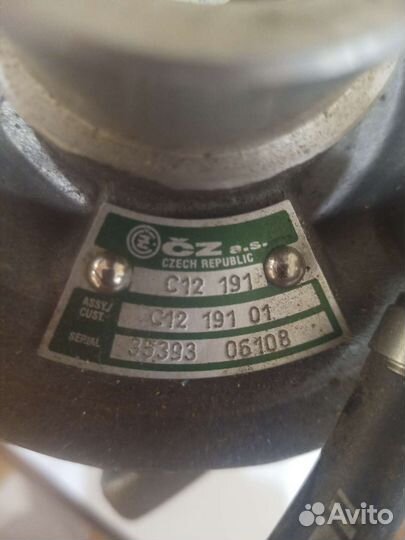 ČZ a.s.
CZECH REPUBLIC
C12 191
ASSY/
CUST. C12 191 01
SERIAL 35393 06108
Avito